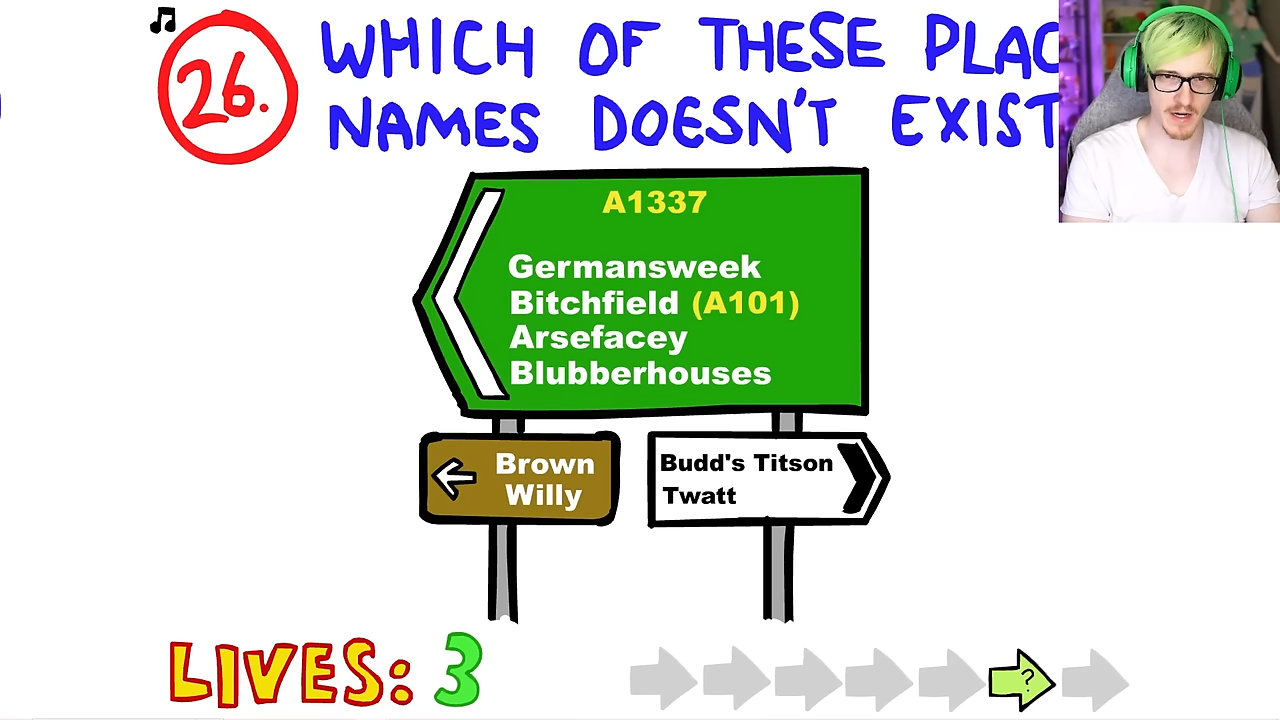 26.
WHICH OF THESE PLAC
NAMES DOESN'T EXIST
A1337
Germansweek
Bitchfield (A101)
Arsefacey
Blubberhouses
Brown
Willy
Budd's Titson
Twatt
LIVES: 3
?